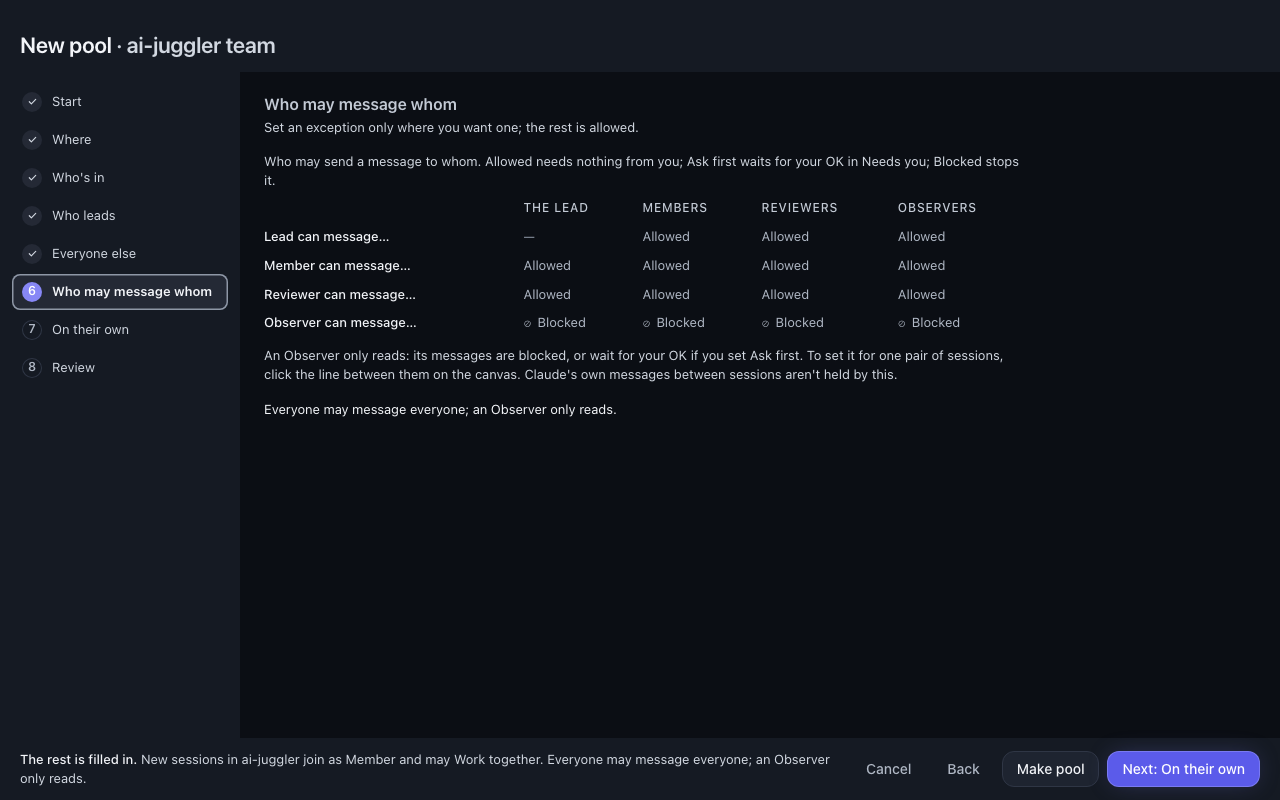 New pool · ai-juggler team
Start
Where
Who's in
Who leads
Everyone else
6 Who may message whom
7 On their own
8 Review
Who may message whom
Set an exception only where you want one; the rest is allowed.
Who may send a message to whom. Allowed needs nothing from you; Ask first waits for your OK in Needs you; Blocked stops
it.
THE LEAD MEMBERS REVIEWERS OBSERVERS
Lead can message... — Allowed Allowed Allowed
Member can message... Allowed Allowed Allowed Allowed
Reviewer can message... Allowed Allowed Allowed Allowed
Observer can message... ⊘ Blocked ⊘ Blocked ⊘ Blocked ⊘ Blocked
An Observer only reads: its messages are blocked, or wait for your OK if you set Ask first. To set it for one pair of sessions,
click the line between them on the canvas. Claude's own messages between sessions aren't held by this.
Everyone may message everyone; an Observer only reads.
The rest is filled in. New sessions in ai-juggler join as Member and may Work together. Everyone may message everyone; an Observer
only reads.
Cancel Back Make pool Next: On their own